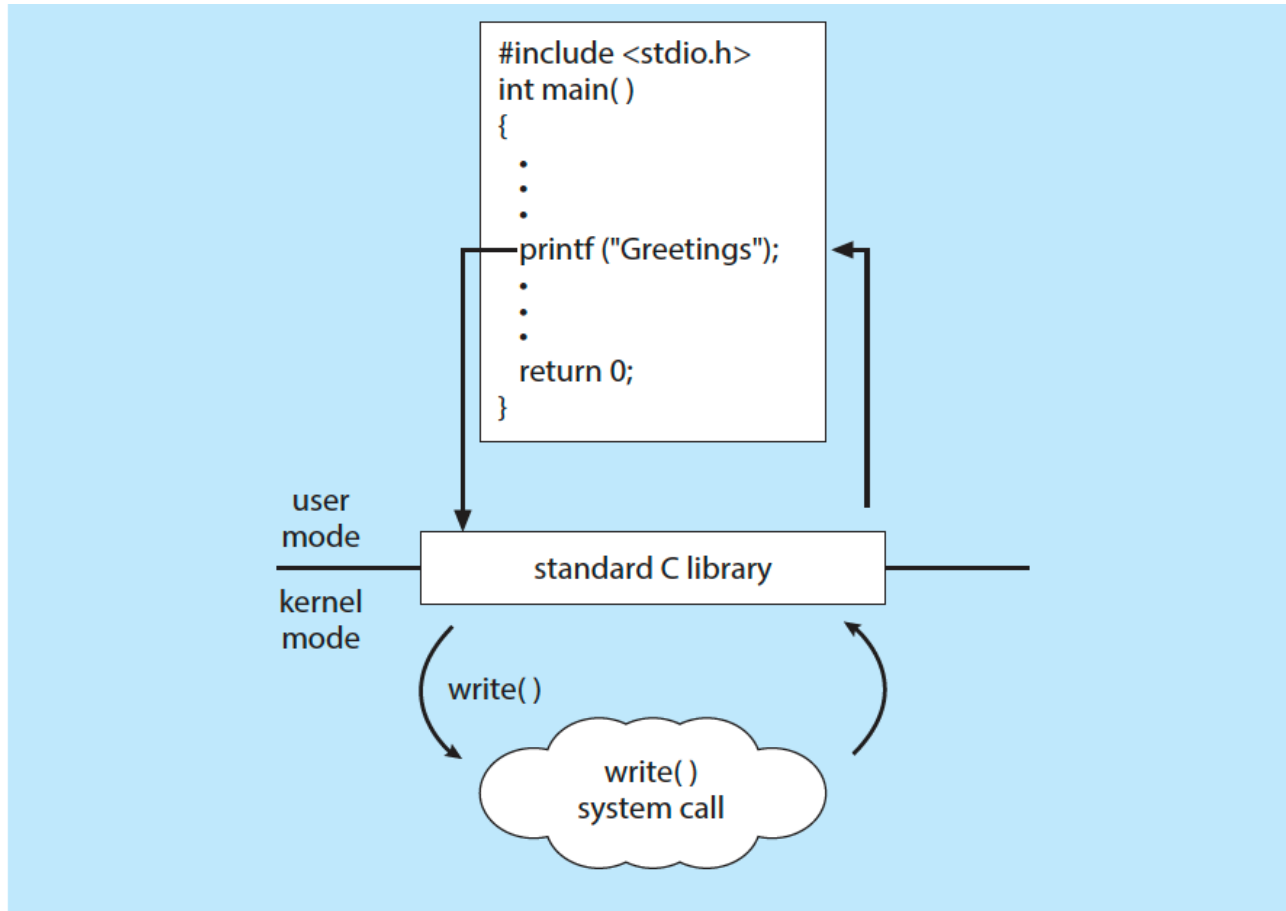 #include <stdio.h>
int main( )
{
•
•
•
printf ("Greetings");
•
•
•
return 0;
}
user
mode
standard C library
kernel
mode
write( )
write( )
system call